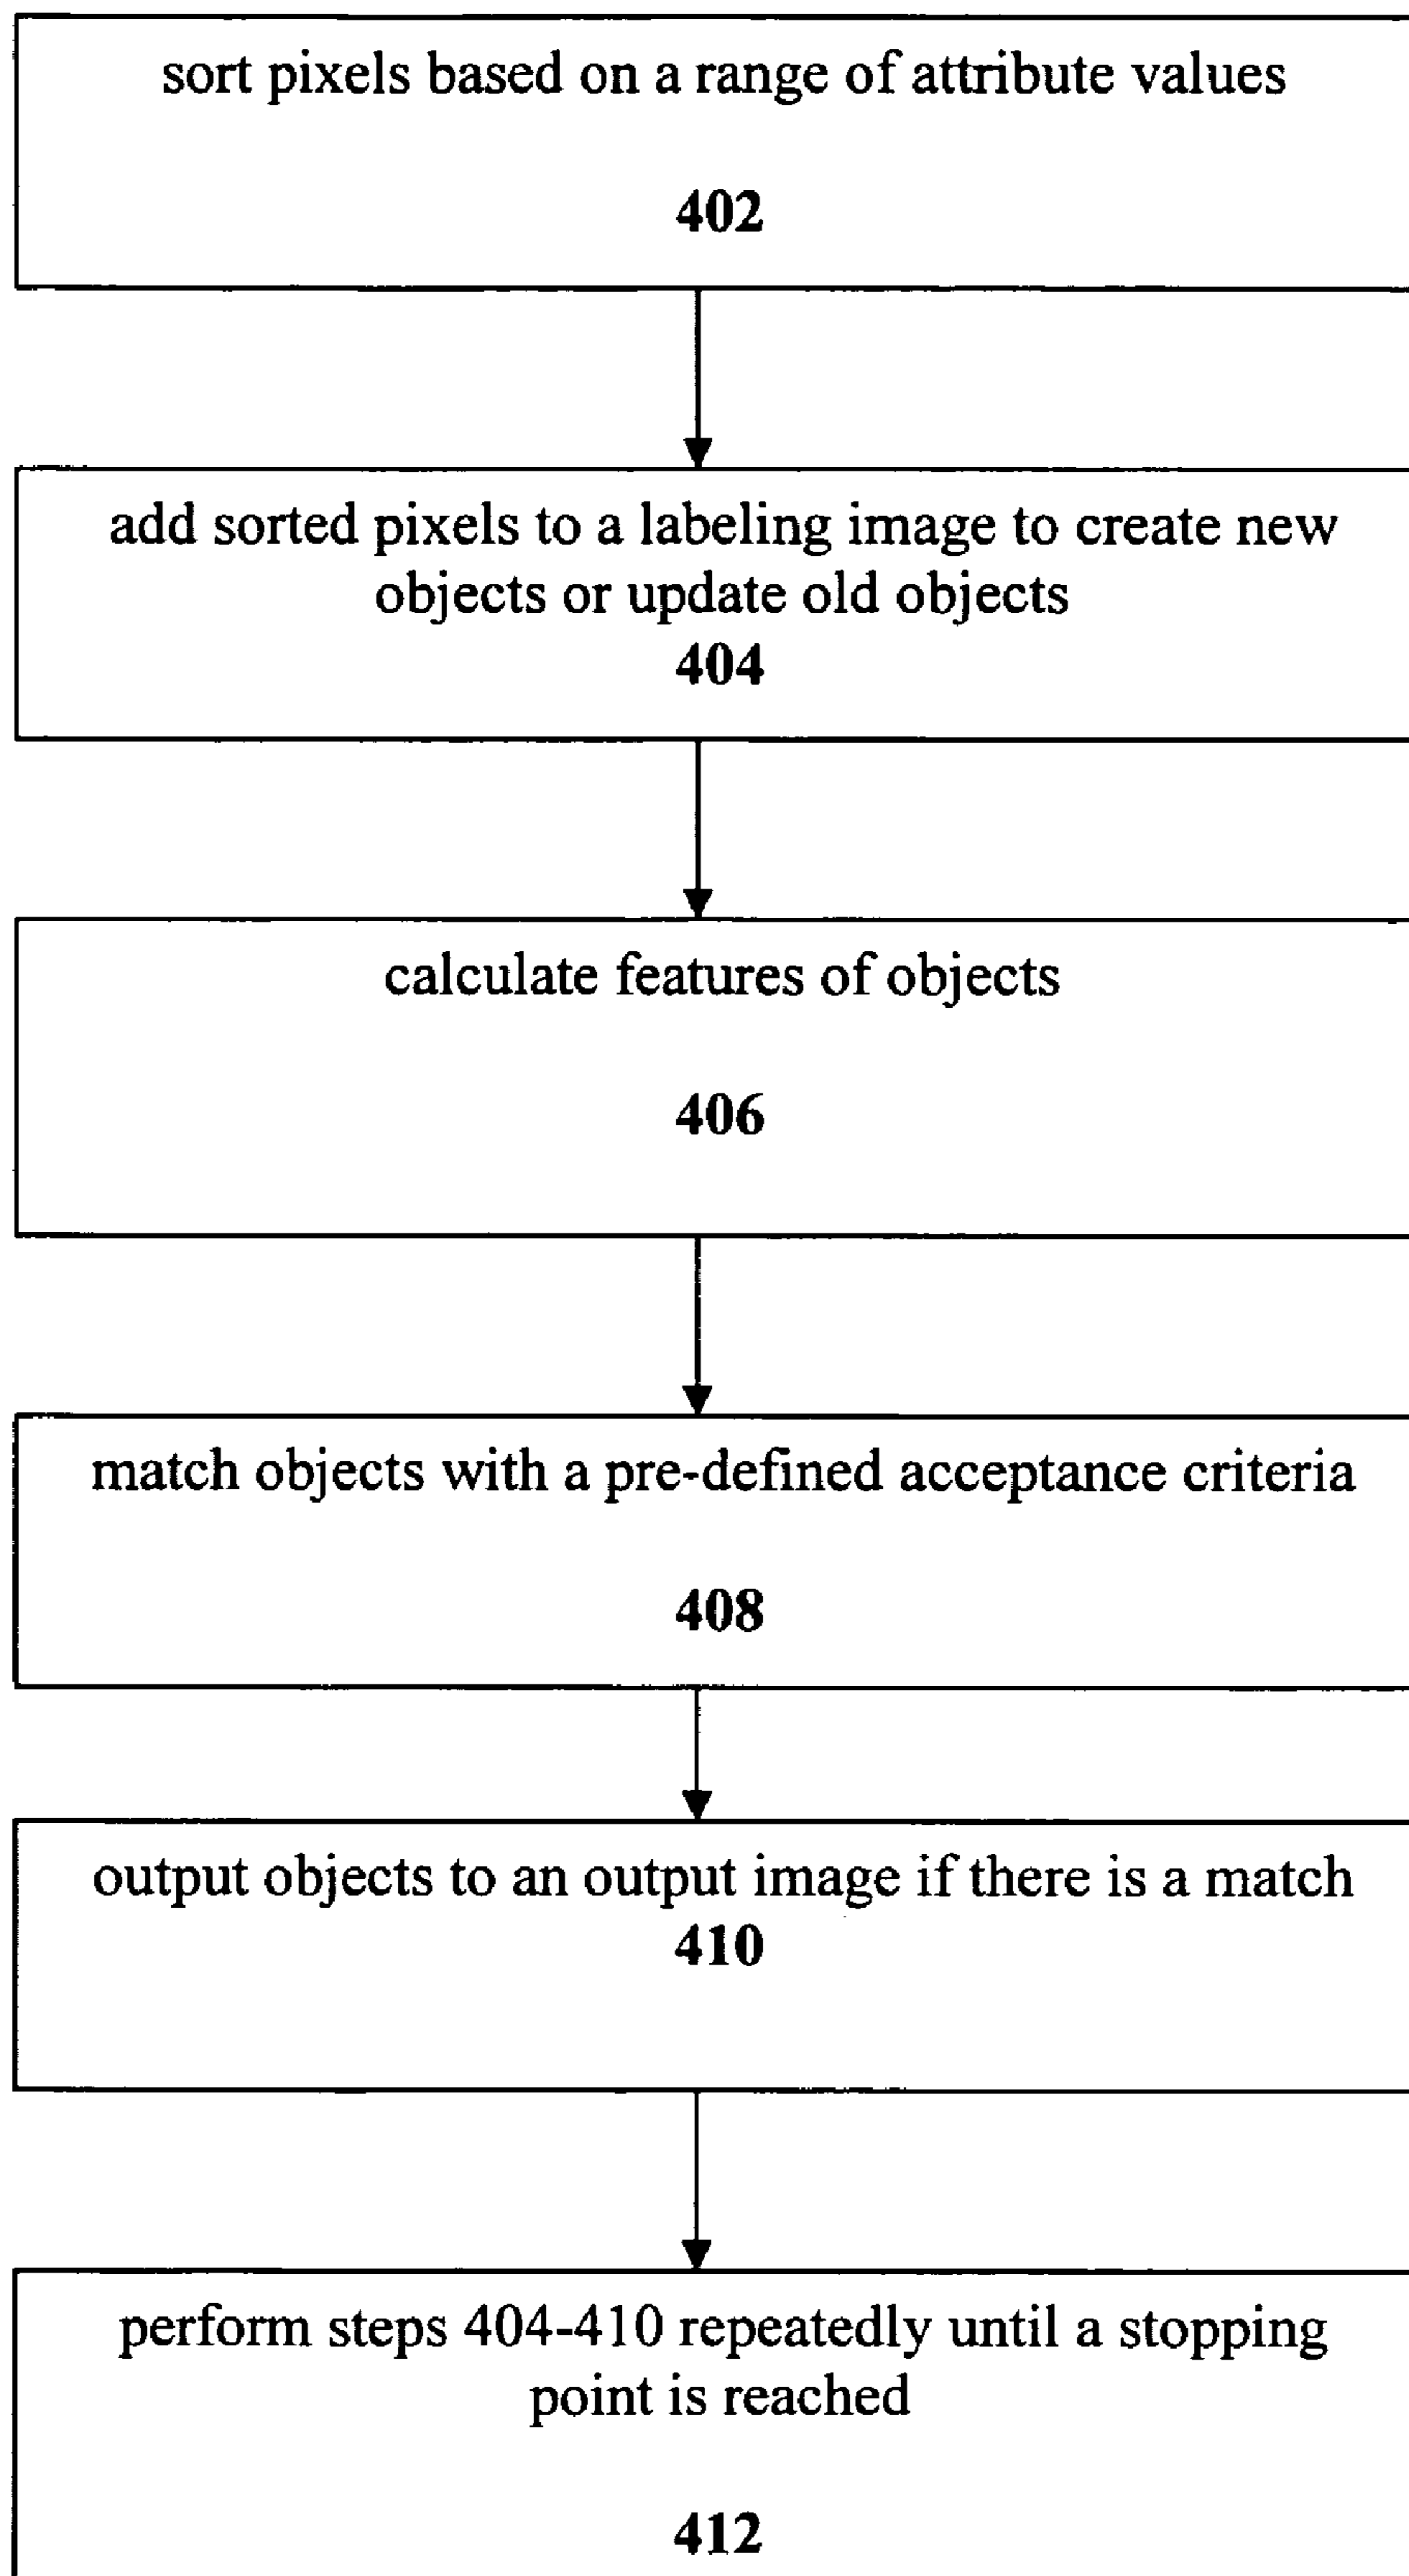 sort pixels based on a range of attribute values
402
add sorted pixels to a labeling image to create new
objects or update old objects
404
calculate features of objects
406
match objects with a pre-defined acceptance criteria
408
output objects to an output image if there is a match
410
perform steps 404-410 repeatedly until a stopping
point is reached
412